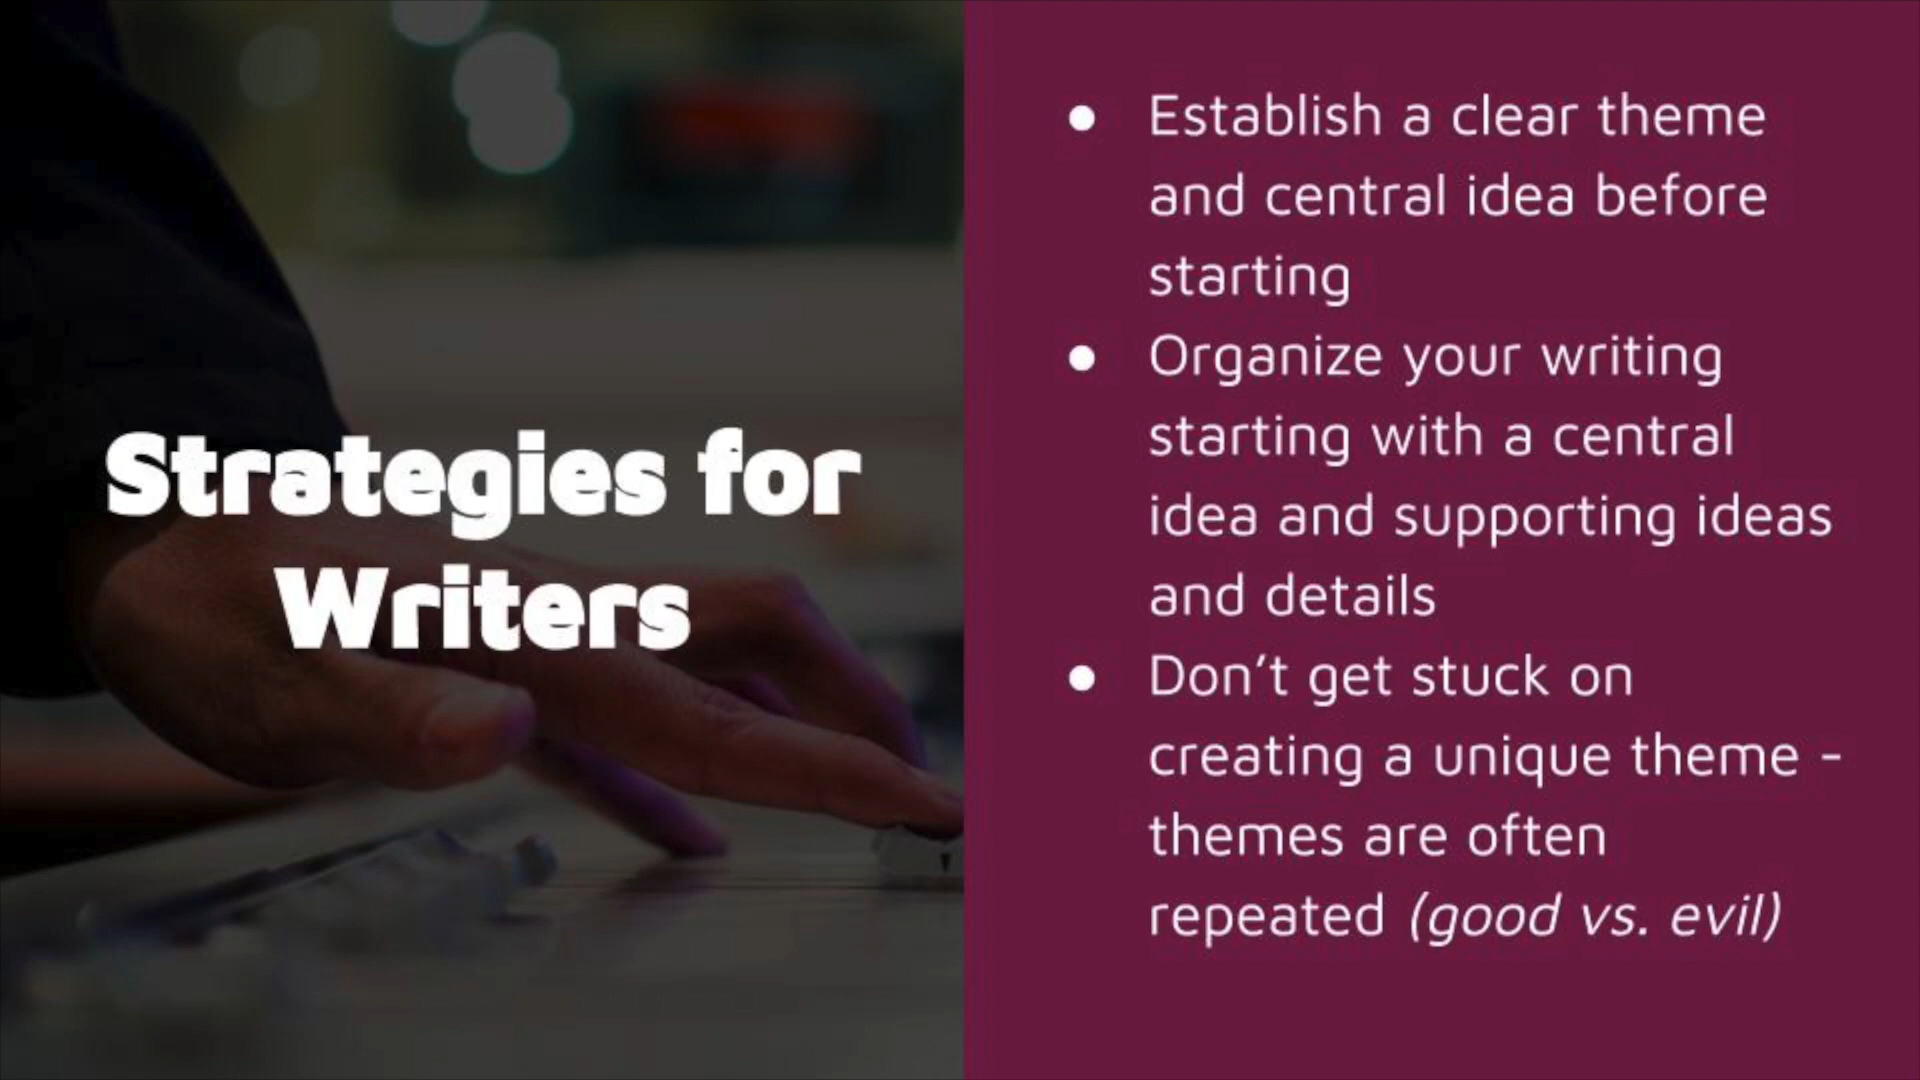 Strategies for
Writers
● Establish a clear theme
and central idea before
starting
● Organize your writing
starting with a central
idea and supporting ideas
and details
● Don’t get stuck on
creating a unique theme -
themes are often
repeated (good vs. evil)